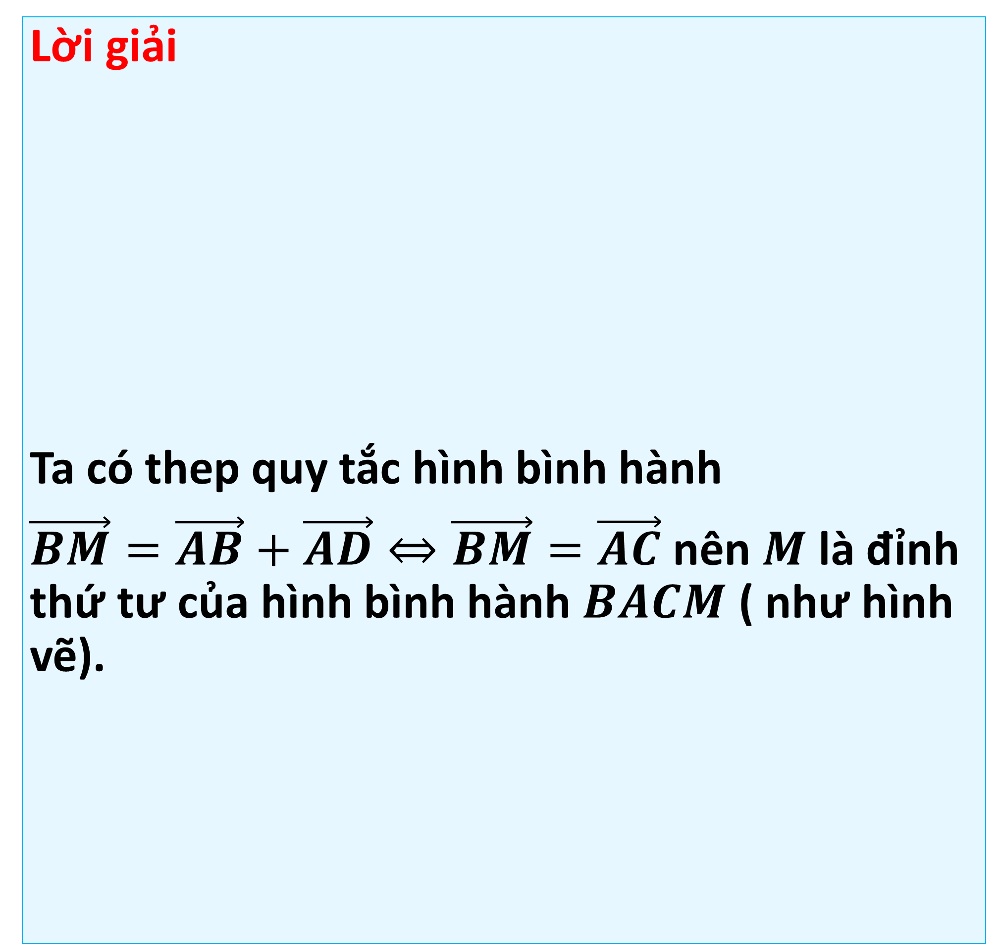 Lời giải
Ta có thep quy tắc hình bình hành
$\overrightarrow{BM} = \overrightarrow{AB} + \overrightarrow{AD} \Leftrightarrow \overrightarrow{BM} = \overrightarrow{AC}$ nên $M$ là đỉnh
thứ tư của hình bình hành $BACM$ ( như hình
vẽ).